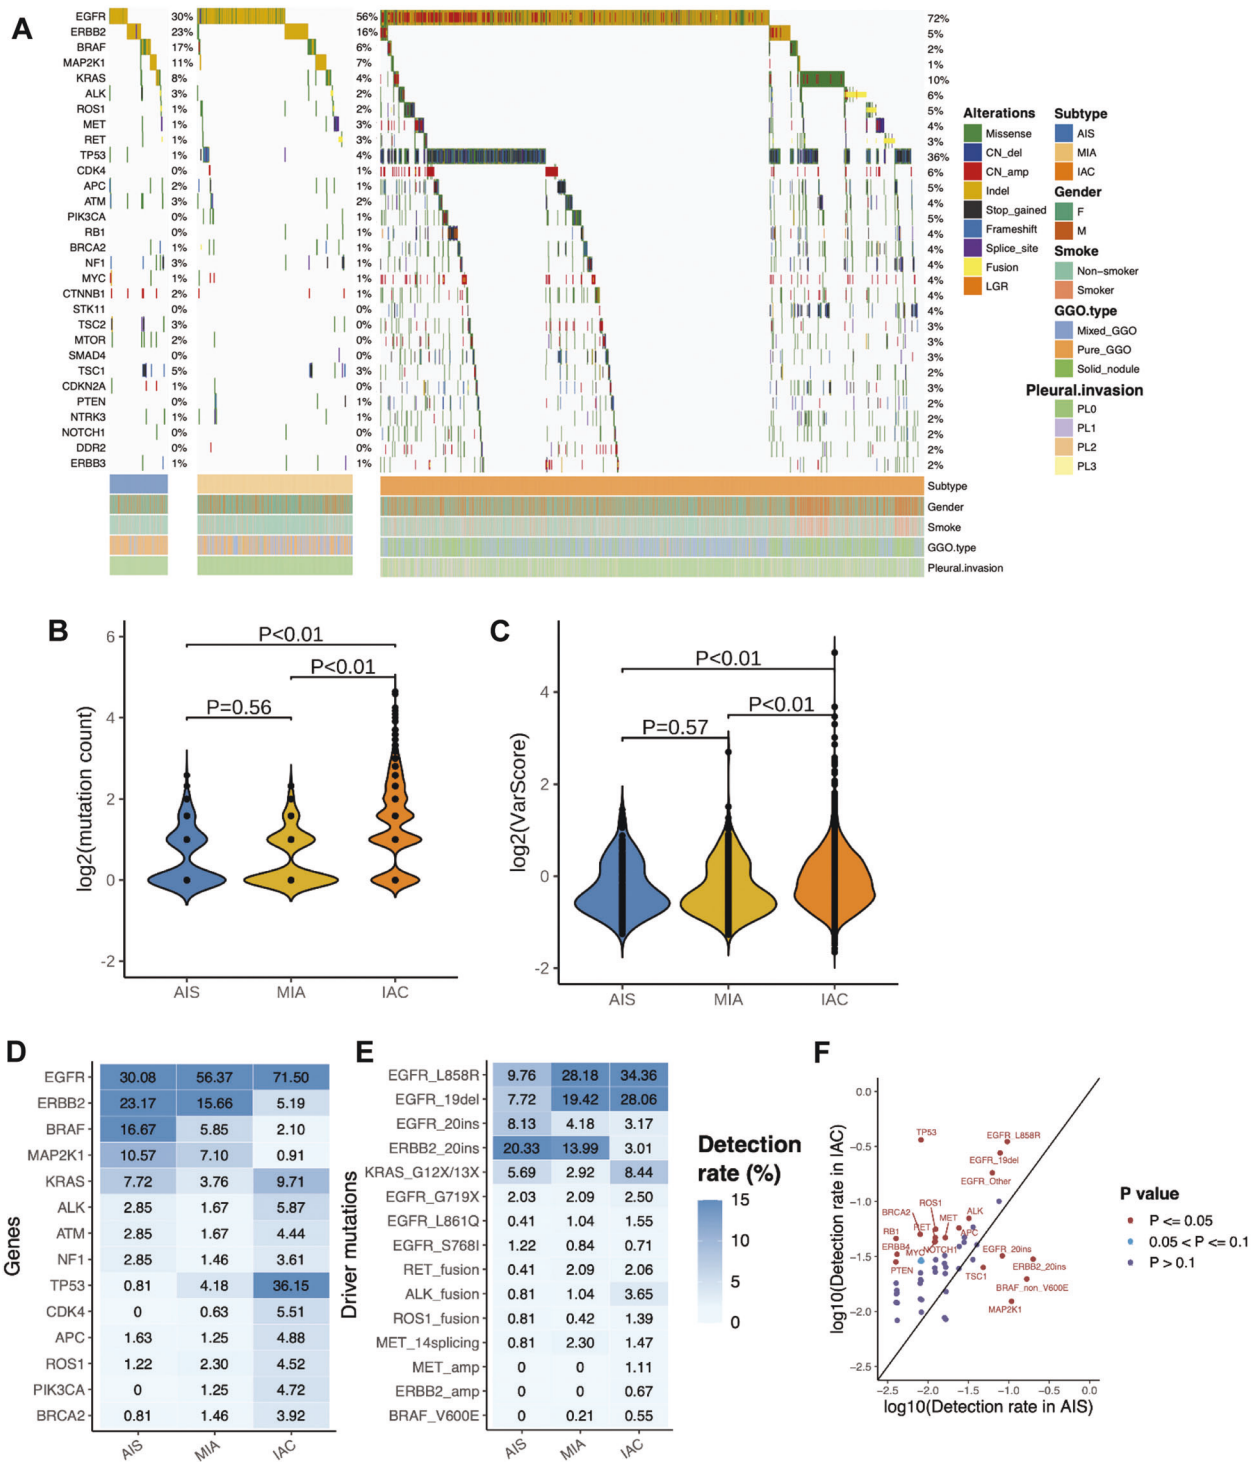 A
EGFR 30% 56% 72%
ERBB2 23% 16% 5%
BRAF 17% 6% 2%
MAP2K1 11% 7% 1%
KRAS 8% 4% 10%
ALK 3% 2% 6%
ROS1 1% 2% 5%
MET 1% 3% 4%
RET 1% 3% 3%
TP53 1% 4% 36%
CDK4 0% 1% 6%
APC 2% 1% 5%
ATM 3% 2% 4%
PIK3CA 0% 1% 5%
RB1 0% 1% 4%
BRCA2 1% 1% 4%
NF1 3% 1% 4%
MYC 1% 1% 4%
CTNNB1 2% 1% 4%
STK11 0% 0% 4%
TSC2 3% 0% 3%
MTOR 2% 0% 3%
SMAD4 0% 0% 3%
TSC1 5% 3% 2%
CDKN2A 1% 0% 3%
PTEN 0% 1% 2%
NTRK3 1% 0% 2%
NOTCH1 0% 0% 2%
DDR2 0% 0% 2%
ERBB3 1% 1% 2%
Subtype
Gender
Smoke
GGO.type
Pleural.invasion
Alterations
Missense
CN_del
CN_amp
Indel
Stop_gained
Frameshift
Splice_site
Fusion
LGR
Subtype
AIS
MIA
IAC
Gender
F
M
Smoke
Non-smoker
Smoker
GGO.type
Mixed_GGO
Pure_GGO
Solid_nodule
Pleural.invasion
PL0
PL1
PL2
PL3
B
log2(mutation count)
6
4
2
0
-2
P<0.01
P<0.01
P=0.56
AIS MIA IAC
C
log2(VarScore)
4
2
0
-2
P<0.01
P<0.01
P=0.57
AIS MIA IAC
D
Genes
EGFR 30.08 56.37 71.50
ERBB2 23.17 15.66 5.19
BRAF 16.67 5.85 2.10
MAP2K1 10.57 7.10 0.91
KRAS 7.72 3.76 9.71
ALK 2.85 1.67 5.87
ATM 2.85 1.67 4.44
NF1 2.85 1.46 3.61
TP53 0.81 4.18 36.15
CDK4 0 0.63 5.51
APC 1.63 1.25 4.88
ROS1 1.22 2.30 4.52
PIK3CA 0 1.25 4.72
BRCA2 0.81 1.46 3.92
AIS MIA IAC
E
Driver mutations
EGFR_L858R 9.76 28.18 34.36
EGFR_19del 7.72 19.42 28.06
EGFR_20ins 8.13 4.18 3.17
ERBB2_20ins 20.33 13.99 3.01
KRAS_G12X/13X 5.69 2.92 8.44
EGFR_G719X 2.03 2.09 2.50
EGFR_L861Q 0.41 1.04 1.55
EGFR_S768I 1.22 0.84 0.71
RET_fusion 0.41 2.09 2.06
ALK_fusion 0.81 1.04 3.65
ROS1_fusion 0.81 0.42 1.39
MET_14splicing 0.81 2.30 1.47
MET_amp 0 0 1.11
ERBB2_amp 0 0 0.67
BRAF_V600E 0 0.21 0.55
AIS MIA IAC
Detection
rate (%)
15
10
5
0
F
log10(Detection rate in IAC)
0.0
−0.5
−1.0
−1.5
−2.0
−2.5
TP53
EGFR_L858R
EGFR_19del
EGFR_Other
ROS1
BRCA2
ALK
MET
RET
APC
RB1
ERBB4
MYC
NOTCH1
EGFR_20ins
PTEN
TSC1
ERBB2_20ins
BRAF_non_V600E
MAP2K1
−2.5 −2.0 −1.5 −1.0 −0.5 0.0
log10(Detection rate in AIS)
P value
P <= 0.05
0.05 < P <= 0.1
P > 0.1